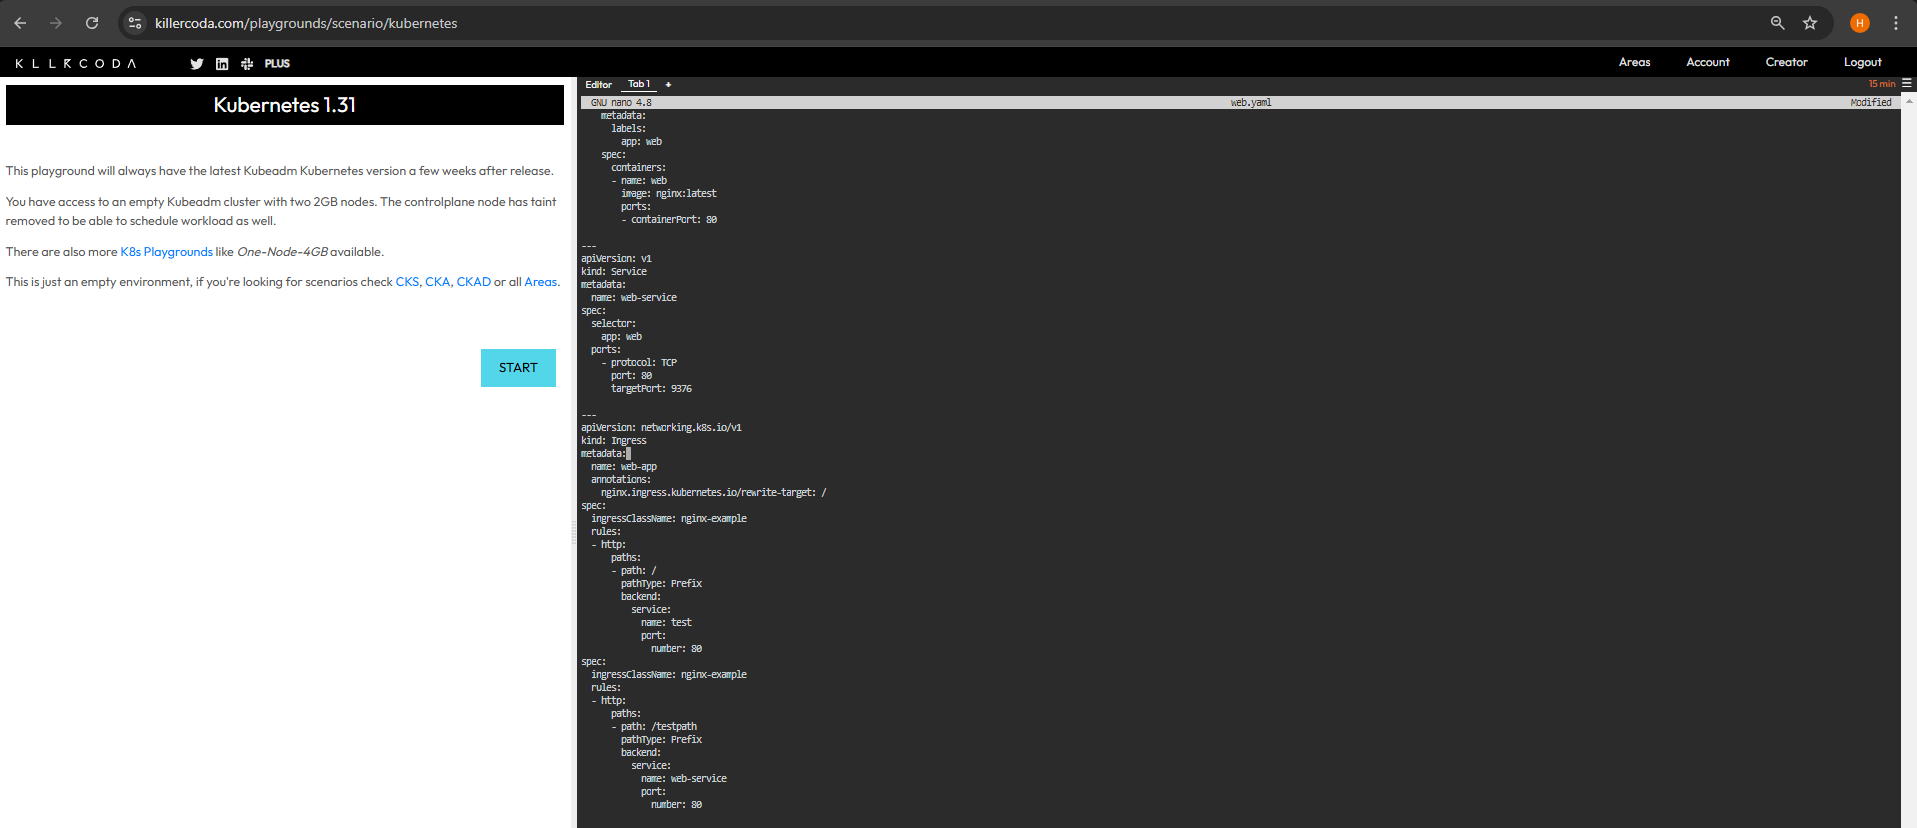 killercoda.com/playgrounds/scenario/kubernetes
H
KLLRCODA
PLUS
Areas
Account
Creator
Logout
Kubernetes 1.31
This playground will always have the latest Kubeadm Kubernetes version a few weeks after release.
You have access to an empty Kubeadm cluster with two 2GB nodes. The controlplane node has taint
removed to be able to schedule workload as well.
There are also more K8s Playgrounds like One-Node-4GB available.
This is just an empty environment, if you're looking for scenarios check CKS, CKA, CKAD or all Areas.
START
Editor
Tab 1
+
15 min
GNU nano 4.8
web.yaml
Modified
    metadata:
      labels:
        app: web
    spec:
      containers:
      - name: web
        image: nginx:latest
        ports:
        - containerPort: 80
---
apiVersion: v1
kind: Service
metadata:
  name: web-service
spec:
  selector:
    app: web
  ports:
    - protocol: TCP
      port: 80
      targetPort: 9376
---
apiVersion: networking.k8s.io/v1
kind: Ingress
metadata:
  name: web-app
  annotations:
    nginx.ingress.kubernetes.io/rewrite-target: /
spec:
  ingressClassName: nginx-example
  rules:
  - http:
      paths:
      - path: /
        pathType: Prefix
        backend:
          service:
            name: test
            port:
              number: 80
spec:
  ingressClassName: nginx-example
  rules:
  - http:
      paths:
      - path: /testpath
        pathType: Prefix
        backend:
          service:
            name: web-service
            port:
              number: 80